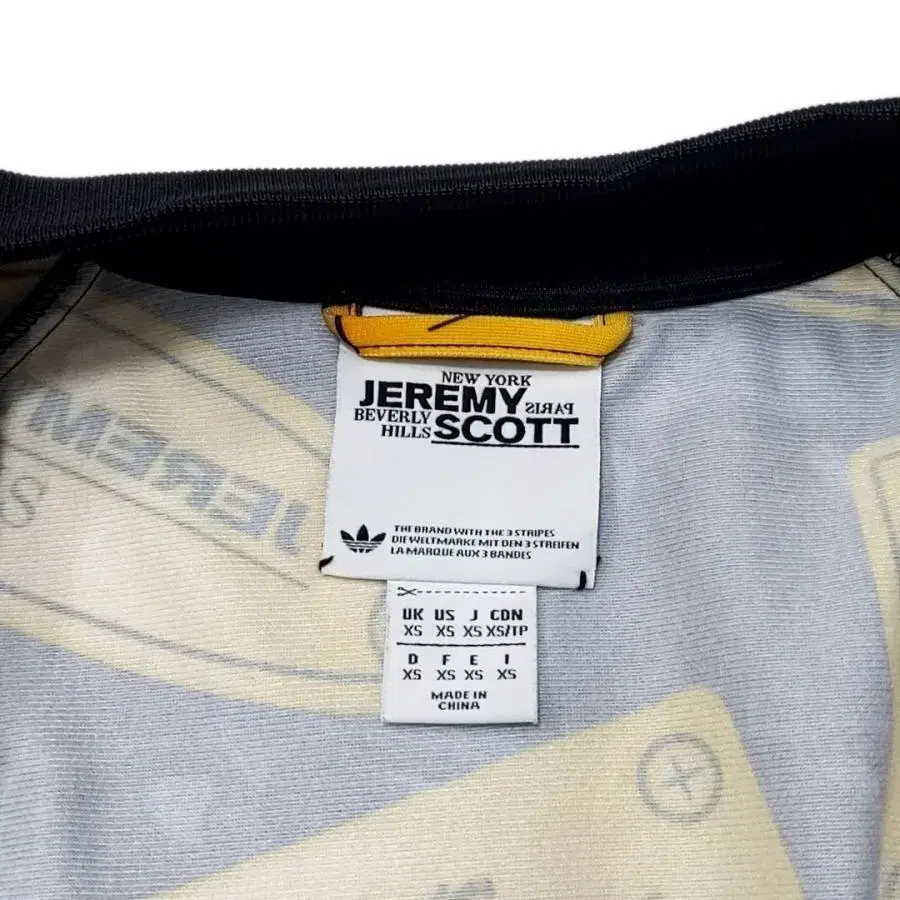 NEW YORK
JEREMY PARIS
BEVERLY
HILLS SCOTT
THE BRAND WITH THE 3 STRIPES
DIE WELTMARKE MIT DEN 3 STREIFEN
LA MARQUE AUX 3 BANDES
UK US J CDN
XS XS XS XS/TP
D F E I
XS XS XS XS
MADE IN
CHINA
JEREM
S